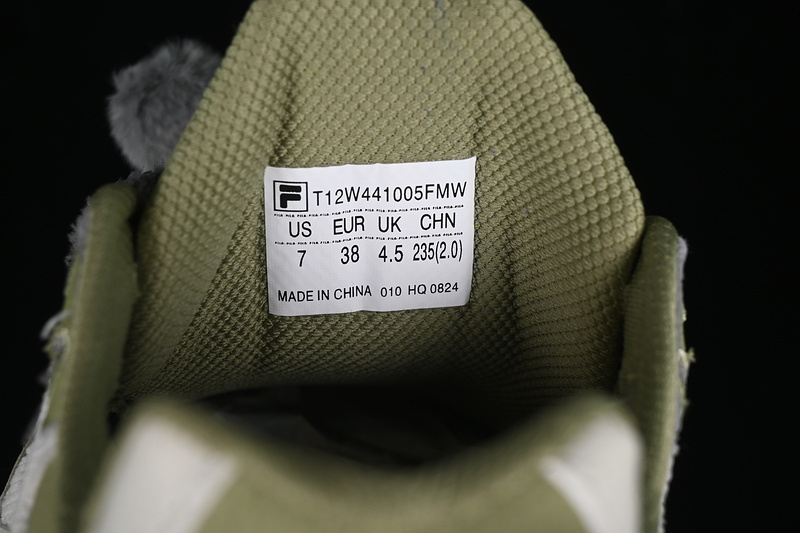 F T12W441005FMW
US EUR UK CHN
7 38 4.5 235(2.0)
MADE IN CHINA 010 HQ 0824